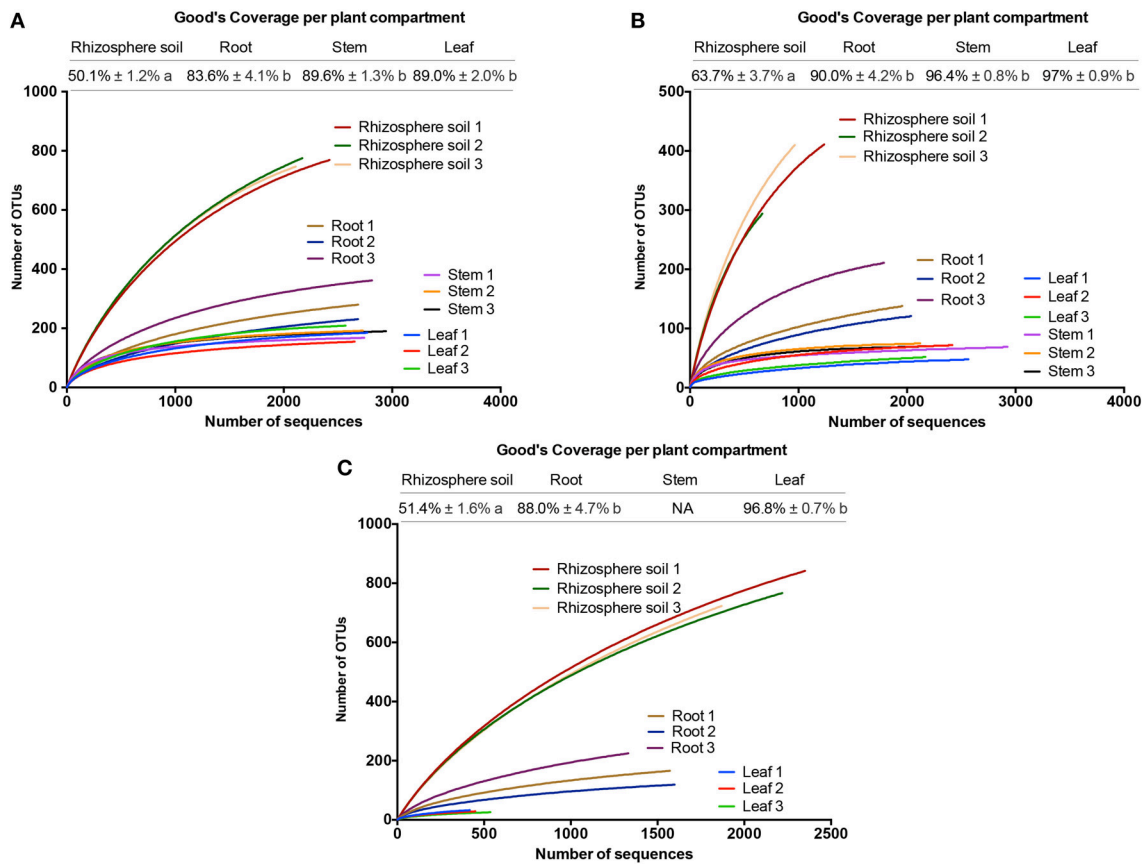 A
Good's Coverage per plant compartment
Rhizosphere soil Root Stem Leaf
50.1% ± 1.2% a 83.6% ± 4.1% b 89.6% ± 1.3% b 89.0% ± 2.0% b
1000
800
600
400
200
0
Number of OTUs
Rhizosphere soil 1
Rhizosphere soil 2
Rhizosphere soil 3
Root 1
Root 2
Root 3
Stem 1
Stem 2
Stem 3
Leaf 1
Leaf 2
Leaf 3
0 1000 2000 3000 4000
Number of sequences
B
Good's Coverage per plant compartment
Rhizosphere soil Root Stem Leaf
63.7% ± 3.7% a 90.0% ± 4.2% b 96.4% ± 0.8% b 97% ± 0.9% b
500
400
300
200
100
0
Number of OTUs
Rhizosphere soil 1
Rhizosphere soil 2
Rhizosphere soil 3
Root 1
Root 2
Root 3
Leaf 1
Leaf 2
Leaf 3
Stem 1
Stem 2
Stem 3
0 1000 2000 3000 4000
Number of sequences
C
Good's Coverage per plant compartment
Rhizosphere soil Root Stem Leaf
51.4% ± 1.6% a 88.0% ± 4.7% b NA 96.8% ± 0.7% b
1000
800
600
400
200
0
Number of OTUs
Rhizosphere soil 1
Rhizosphere soil 2
Rhizosphere soil 3
Root 1
Root 2
Root 3
Leaf 1
Leaf 2
Leaf 3
0 500 1000 1500 2000 2500
Number of sequences